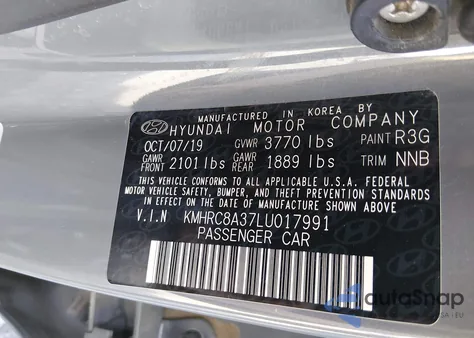 MANUFACTURED IN KOREA BY
HYUNDAI MOTOR COMPANY
OCT/07/19 GVWR 3770 lbs PAINT R3G
GAWR FRONT 2101 lbs GAWR REAR 1889 lbs TRIM NNB
THIS VEHICLE CONFORMS TO ALL APPLICABLE U.S.A. FEDERAL
MOTOR VEHICLE SAFETY, BUMPER, AND THEFT PREVENTION STANDARDS
IN EFFECT ON THE DATE OF MANUFACTURE SHOWN ABOVE.
V.I.N KMHRC8A37LU017991
PASSENGER CAR
autoSnap